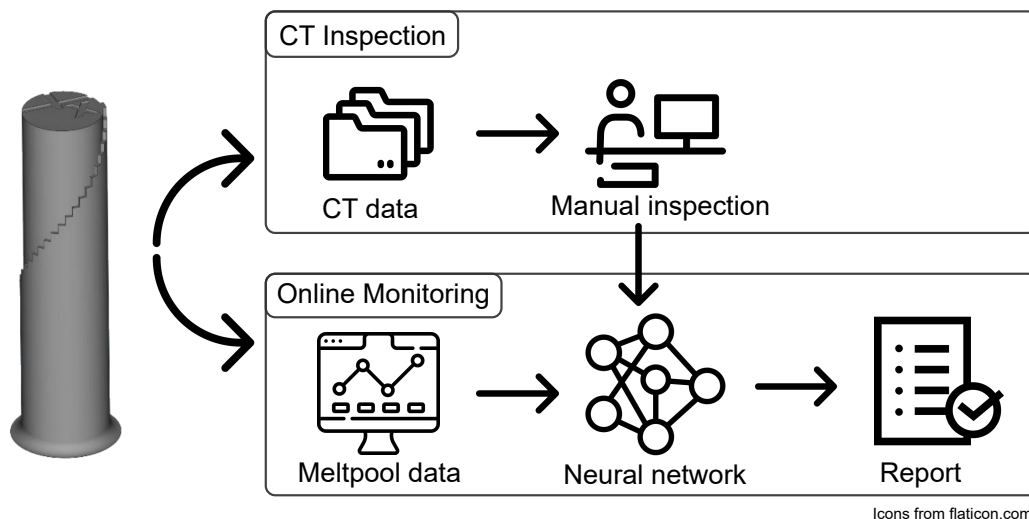 CT Inspection
CT data
Manual inspection
Online Monitoring
Meltpool data
Neural network
Report
Icons from flaticon.com